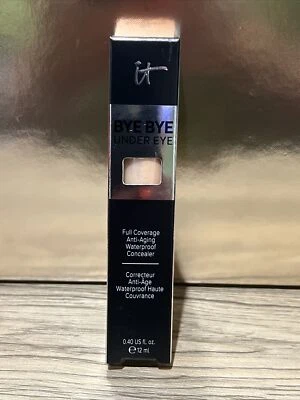 it
BYE BYE
UNDER EYE
Full Coverage
Anti-Aging
Waterproof
Concealer
Correcteur
Anti-Âge
Waterproof Haute
Couvrance
0.40 US fl. oz.
℮12 ml